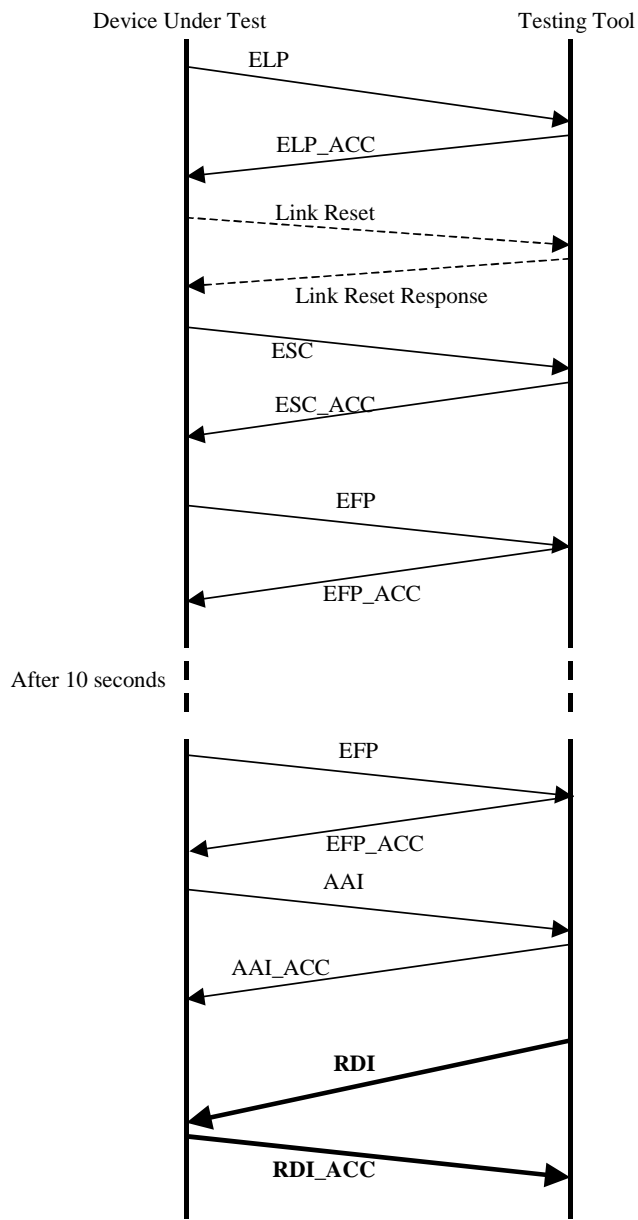 Device Under Test
Testing Tool
ELP
ELP_ACC
Link Reset
Link Reset Response
ESC
ESC_ACC
EFP
EFP_ACC
After 10 seconds
EFP
EFP_ACC
AAI
AAI_ACC
RDI
RDI_ACC